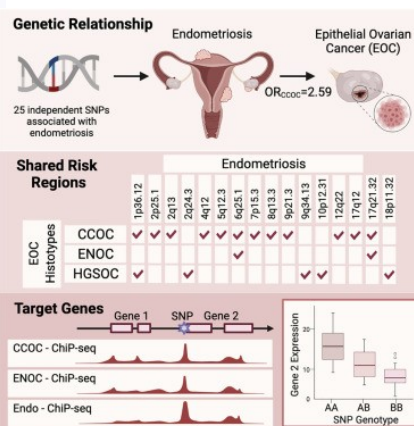 Genetic Relationship
Endometriosis
Epithelial Ovarian
Cancer (EOC)
OR CCOC=2.59
25 independent SNPs
associated with
endometriosis
Shared Risk
Regions
Endometriosis
1p36.12
2p25.1
2q13
2q24.3
4q12
5q12.3
6q25.1
7p15.3
8q13.3
9p21.3
9q34.13
10p12.31
12q22
17q12
17q21.32
18p11.32
EOC
Histotypes
CCOC
ENOC
HGSOC
Target Genes
Gene 1
SNP
Gene 2
CCOC - ChiP-seq
ENOC - ChiP-seq
Endo - ChiP-seq
Gene 2 Expression
20
10
0
AA AB BB
SNP Genotype